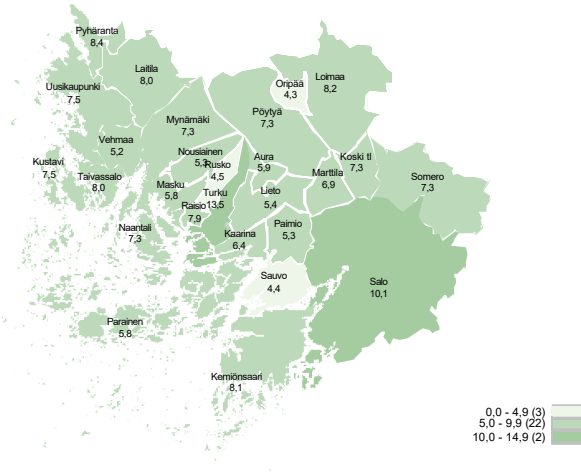 Pyhäranta
8,4
Laitila
8,0
Loimaa
8,2
Oripää
4,3
Uusikaupunki
7,5
Pöytyä
7,3
Mynämäki
7,3
Vehmaa
5,2
Nousiainen
5,3
Rusko
4,5
Aura
5,9
Koski tl
7,3
Marttila
6,9
Somero
7,3
Kustavi
7,5
Taivassalo
8,0
Masku
5,8
Turku
13,5
Lieto
5,4
Raisio
7,9
Naantali
7,3
Kaarina
6,4
Paimio
5,3
Sauvo
4,4
Salo
10,1
Parainen
5,8
Kemiönsaari
8,1
0,0 - 4,9 (3)
5,0 - 9,9 (22)
10,0 - 14,9 (2)